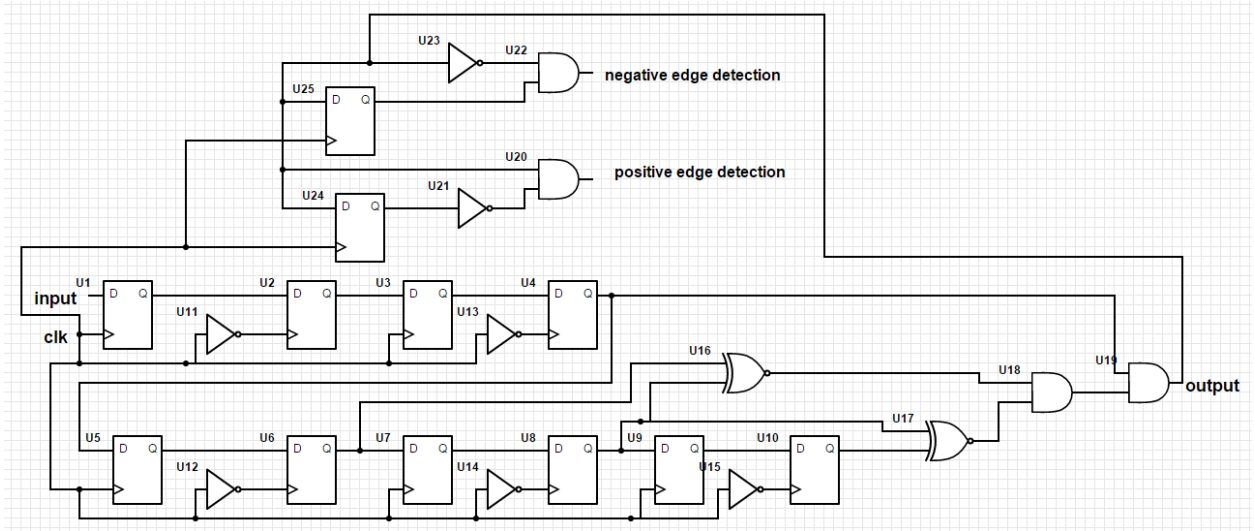 U23
U22
negative edge detection
U25
D Q
U20
positive edge detection
U24
U21
D Q
U1
U2
U3
U4
input
D Q
D Q
D Q
D Q
U11
U13
clk
U16
U19
U18
output
U5
U6
U7
U8
U9
U10
U17
D Q
D Q
D Q
D Q
D Q
D Q
U12
U14
U15